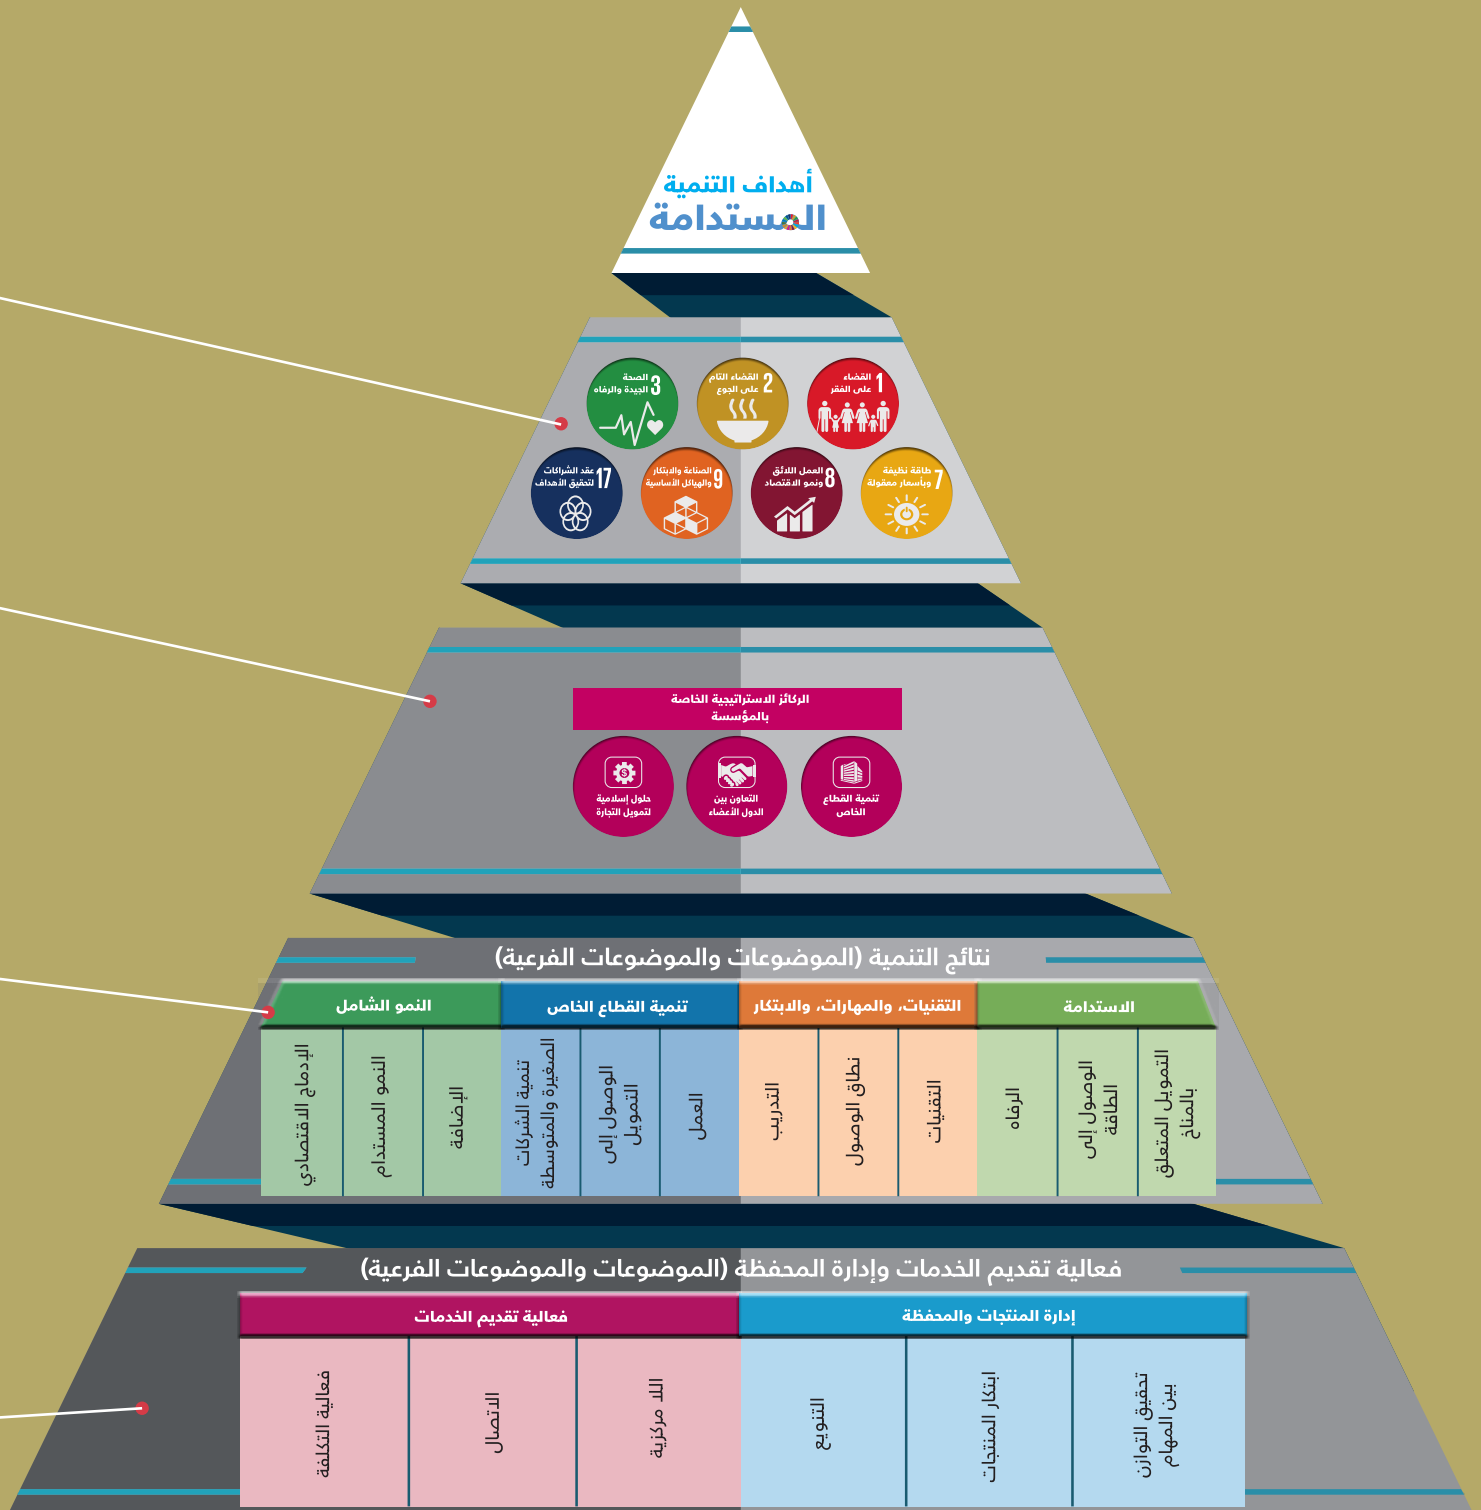 أهداف التنمية
المستدامة
1 القضاء
على الفقر
2 القضاء التام
على الجوع
3 الصحة
الجيدة والرفاه
7 طاقة نظيفة
وبأسعار معقولة
8 العمل اللائق
ونمو الاقتصاد
9 الصناعة والابتكار
والهياكل الأساسية
17 عقد الشراكات
لتحقيق الأهداف
الركائز الاستراتيجية الخاصة
بالمؤسسة
تنمية القطاع
الخاص
التعاون بين
الدول الأعضاء
حلول إسلامية
لتمويل التجارة
نتائج التنمية (الموضوعات والموضوعات الفرعية)
الاستدامة
التقنيات، والمهارات، والابتكار
تنمية القطاع الخاص
النمو الشامل
التمويل المتعلق
بالمناخ
الوصول إلى
الطاقة
الرفاه
التقنيات
نطاق الوصول
التدريب
العمل
الوصول إلى
التمويل
تنمية الشركات
الصغيرة والمتوسطة
الإضافة
النمو المستدام
الإدماج الاقتصادي
فعالية تقديم الخدمات وإدارة المحفظة (الموضوعات والموضوعات الفرعية)
إدارة المنتجات والمحفظة
فعالية تقديم الخدمات
تحقيق التوازن
بين المهام
ابتكار المنتجات
التنويع
اللا مركزية
الاتصال
فعالية التكلفة